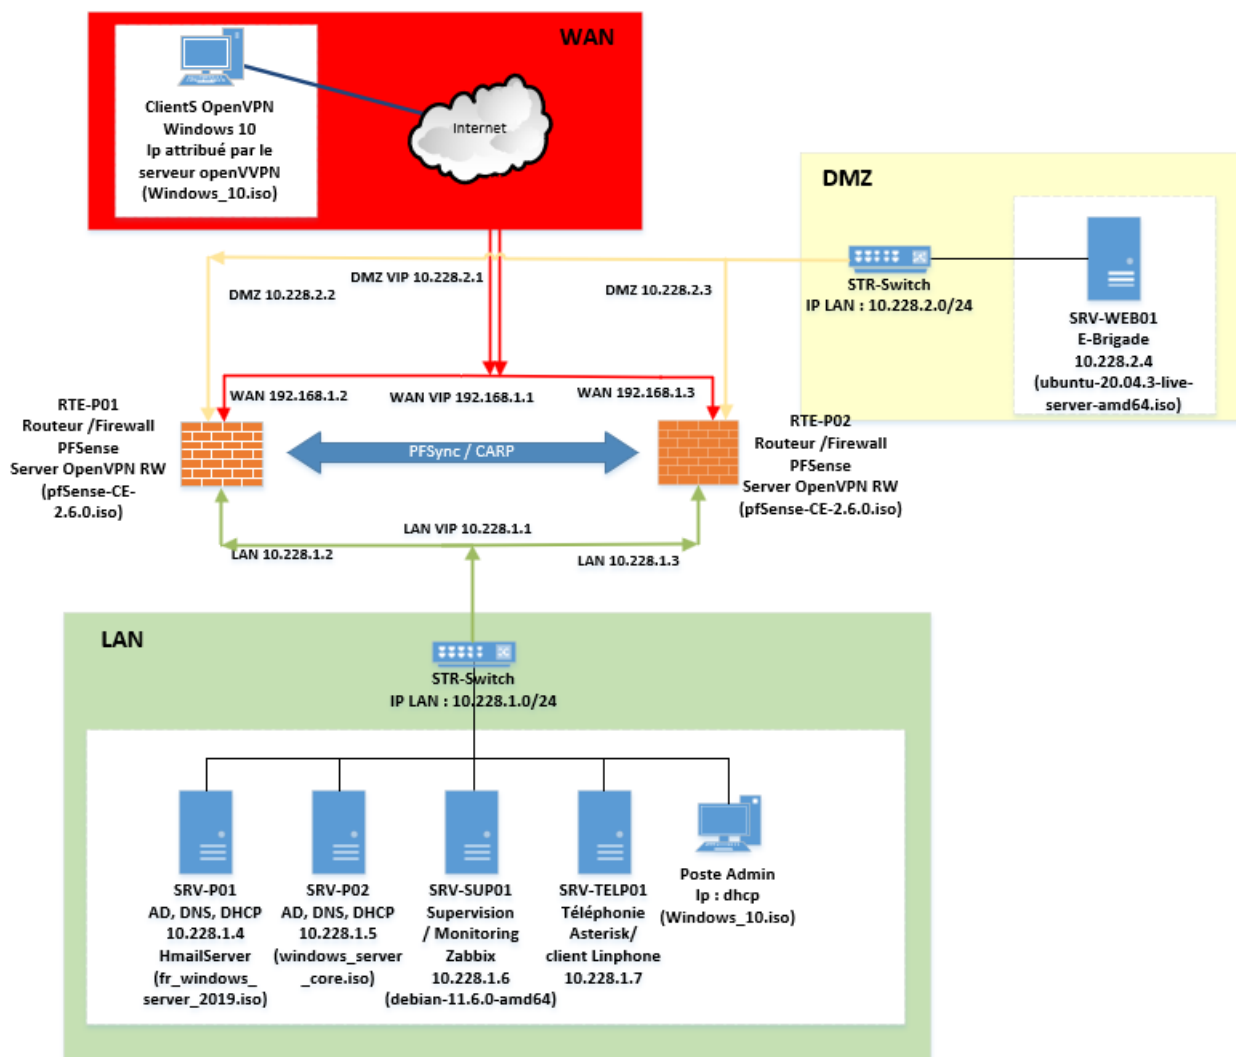 WAN
ClientS OpenVPN
Windows 10
Ip attribué par le
serveur openVVPN
(Windows_10.iso)
Internet
DMZ
STR-Switch
IP LAN : 10.228.2.0/24
SRV-WEB01
E-Brigade
10.228.2.4
(ubuntu-20.04.3-live-
server-amd64.iso)
DMZ VIP 10.228.2.1
DMZ 10.228.2.2
DMZ 10.228.2.3
WAN 192.168.1.2
WAN VIP 192.168.1.1
WAN 192.168.1.3
RTE-P01
Routeur /Firewall
PFSense
Server OpenVPN RW
(pfSense-CE-
2.6.0.iso)
PFSync / CARP
RTE-P02
Routeur /Firewall
PFSense
Server OpenVPN RW
(pfSense-CE-2.6.0.iso)
LAN VIP 10.228.1.1
LAN 10.228.1.2
LAN 10.228.1.3
LAN
STR-Switch
IP LAN : 10.228.1.0/24
SRV-P01
AD, DNS, DHCP
10.228.1.4
HmailServer
(fr_windows_
server_2019.iso)
SRV-P02
AD, DNS, DHCP
10.228.1.5
(windows_server
_core.iso)
SRV-SUP01
Supervision
/ Monitoring
Zabbix
10.228.1.6
(debian-11.6.0-amd64)
SRV-TELP01
Téléphonie
Asterisk/
client Linphone
10.228.1.7
Poste Admin
Ip : dhcp
(Windows_10.iso)